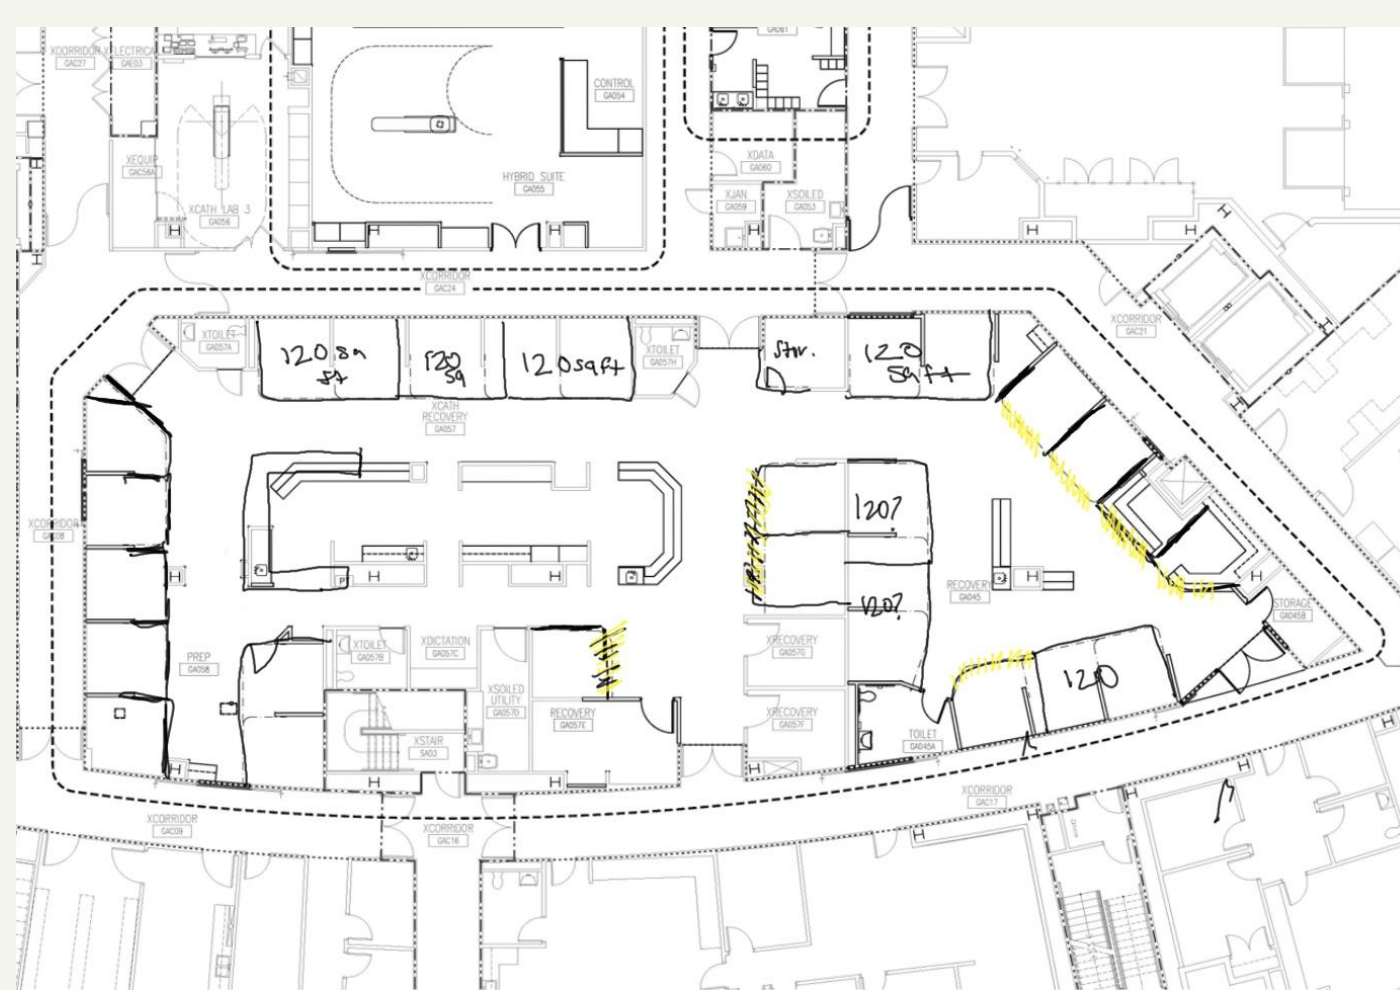 XCORRIDOR
GAC27
XELECTRICA
GAE03
XEQUIP
GAC56A
XCATH LAB 3
GA056
CONTROL
GA054
HYBRID SUITE
GA055
GA061
XDATA
GA060
XJAN
GA059
XSOILED
GA053
XCORRIDOR
GAC24
XCORRIDOR
GAC21
XTOILET
GA057A
120 sq
ft
120
sq
120 sqft
XTOILET
GA057H
Stor.
120
sqft
XCATH
RECOVERY
GA057
XCORRIDOR
GAC08
120?
120?
RECOVERY
GA045
STORAGE
GA045B
PREP
GA058
XTOILET
GA057B
XDICTATION
GA057C
XSOILED
UTILITY
GA057D
RECOVERY
GA057E
XRECOVERY
GA057G
XRECOVERY
GA057F
120
XSTAIR
SA03
TOILET
GA045A
XCORRIDOR
GAC09
XCORRIDOR
GAC16
XCORRIDOR
GAC17